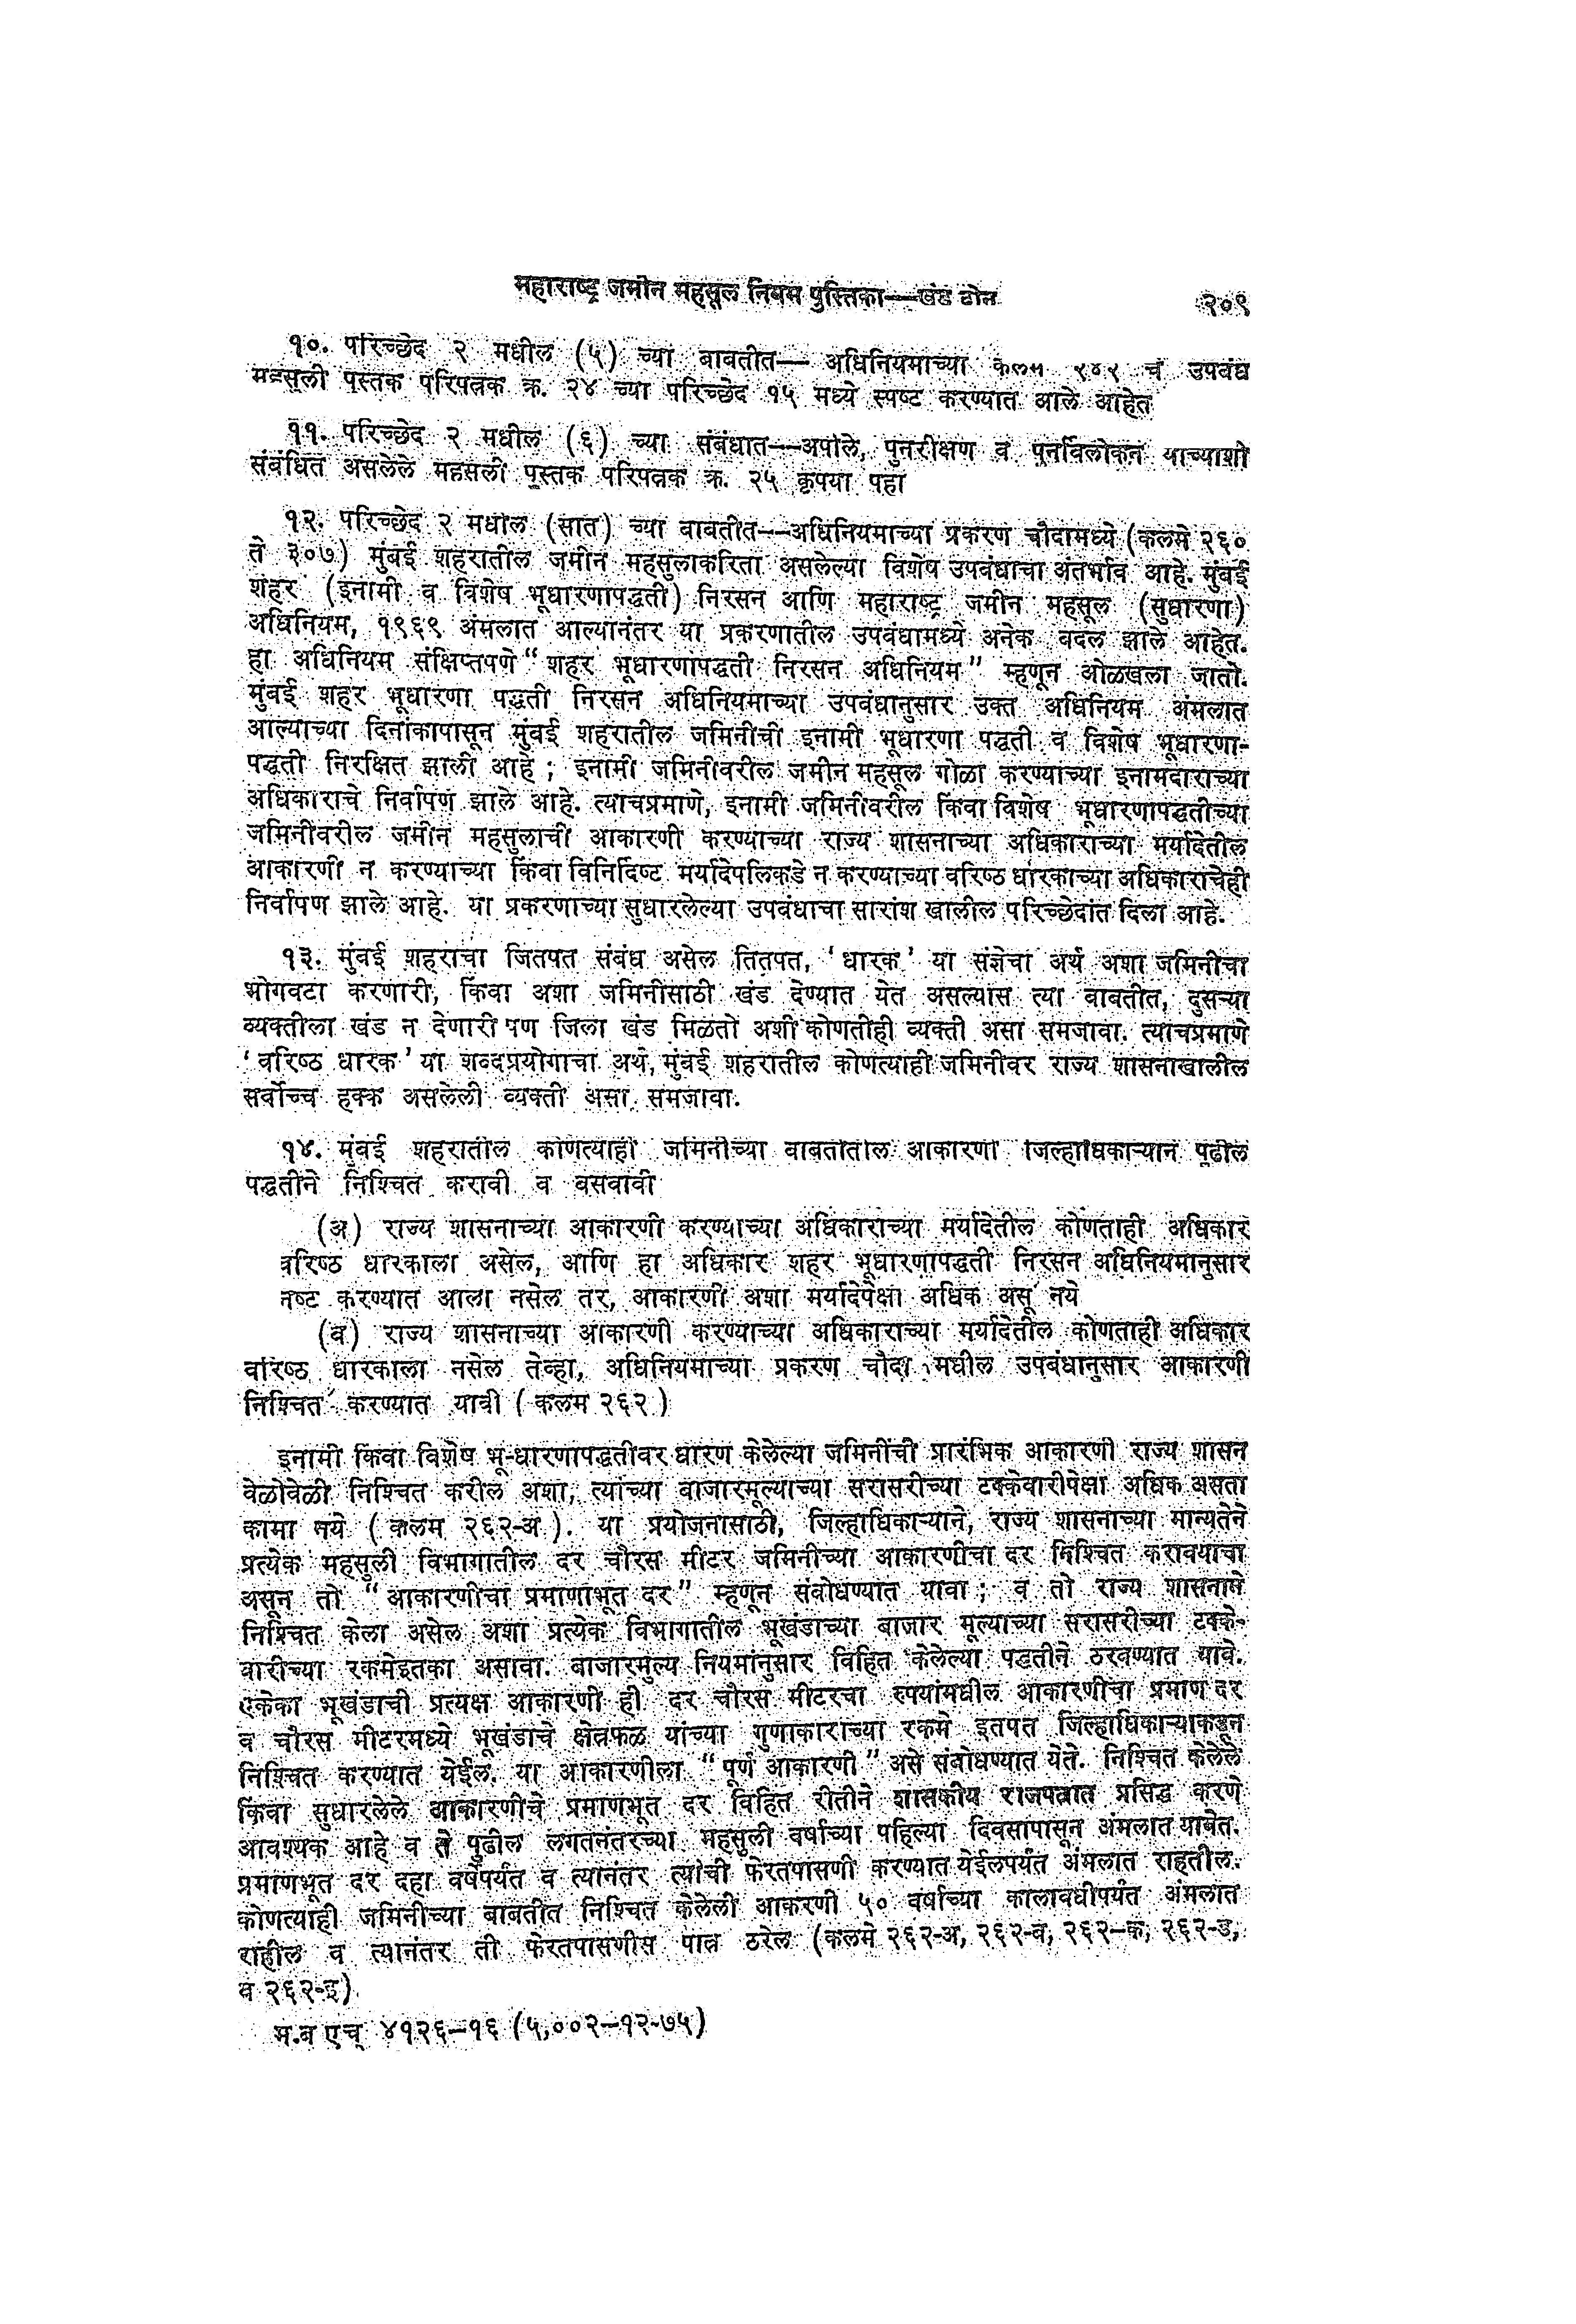 महाराष्ट्र जमीन महसूल नियम पुस्तिका—खंड दोन २०९
१०. परिच्छेद २ मधील (५) च्या बाबतीत— अधिनियमाच्या कलम चे उपबंध
महसुली पुस्तक परिपत्रक क्र. २४ च्या परिच्छेद १५ मध्ये स्पष्ट करण्यात आले आहेत
११. परिच्छेद २ मधील (६) च्या संबंधात—अपीले, पुनरीक्षण व पुनर्विलोकन याच्याशी
संबंधित असलेले महसुली पुस्तक परिपत्रक क्र. २५ कृपया पहा
१२. परिच्छेद २ मधील (सात) च्या बाबतीत—अधिनियमाच्या प्रकरण चौदामध्ये (कलमे २६०
ते ३०७) मुंबई शहरातील जमीन महसुलाकरिता असलेल्या विशेष उपबंधाचा अंतर्भाव आहे. मुंबई
शहर (इनामी व विशेष भूधारणापद्धती) निरसन आणि महाराष्ट्र जमीन महसूल (सुधारणा)
अधिनियम, १९६९ अंमलात आल्यानंतर या प्रकरणातील उपबंधामध्ये अनेक बदल झाले आहेत.
हा अधिनियम संक्षिप्तपणे “ शहर भूधारणापद्धती निरसन अधिनियम ” म्हणून ओळखला जातो.
मुंबई शहर भूधारणा पद्धती निरसन अधिनियमाच्या उपबंधानुसार उक्त अधिनियम अंमलात
आल्याच्या दिनांकापासून मुंबई शहरातील जमिनीची इनामी भूधारणा पद्धती व विशेष भूधारणा-
पद्धती निरक्षित झाली आहे ; इनामी जमिनीवरील जमीन महसूल गोळा करण्याच्या इनामदाराच्या
अधिकाराचे निर्वापण झाले आहे. त्याचप्रमाणे, इनामी जमिनीवरील किंवा विशेष भूधारणापद्धतीच्या
जमिनीवरील जमीन महसुलाची आकारणी करण्याच्या राज्य शासनाच्या अधिकाराच्या मर्यादेतील
आकारणी न करण्याच्या किंवा विनिर्दिष्ट मर्यादेपलिकडे न करण्याच्या वरिष्ठ धारकाच्या अधिकाराचेही
निर्वापण झाले आहे. या प्रकरणाच्या सुधारलेल्या उपबंधाचा सारांश खालील परिच्छेदांत दिला आहे.
१३. मुंबई शहराचा जितपत संबंध असेल तितपत, ‘ धारक ’ या संज्ञेचा अर्थ अशा जमिनीचा
भोगवटा करणारी, किंवा अशा जमिनीसाठी खंड देण्यात येत असल्यास त्या बाबतीत, दुसऱ्या
व्यक्तीला खंड न देणारी पण जिला खंड मिळतो अशी कोणतीही व्यक्ती असा समजावा. त्याचप्रमाणे
‘ वरिष्ठ धारक ’ या शब्दप्रयोगाचा अर्थ, मुंबई शहरातील कोणत्याही जमिनीवर राज्य शासनाखालील
सर्वोच्च हक्क असलेली व्यक्ती असा समजावा.
१४. मुंबई शहरातील कोणत्याही जमिनीच्या बाबतीतील आकारणी जिल्हाधिकाऱ्याने पुढील
पद्धतीने निश्चित करावी व बसवावी
(अ) राज्य शासनाच्या आकारणी करण्याच्या अधिकाराच्या मर्यादेतील कोणताही अधिकार
वरिष्ठ धारकाला असेल, आणि हा अधिकार शहर भूधारणापद्धती निरसन अधिनियमानुसार
नष्ट करण्यात आला नसेल तर, आकारणी अशा मर्यादेपेक्षा अधिक असू नये
(ब) राज्य शासनाच्या आकारणी करण्याच्या अधिकाराच्या मर्यादेतील कोणताही अधिकार
वरिष्ठ धारकाला नसेल तेव्हा, अधिनियमाच्या प्रकरण चौदा मधील उपबंधानुसार आकारणी
निश्चित करण्यात यावी ( कलम २६२ )
इनामी किंवा विशेष भू-धारणापद्धतीवर धारण केलेल्या जमिनीची प्रारंभिक आकारणी राज्य शासन
वेळोवेळी निश्चित करील अशा, त्यांच्या बाजारमूल्याच्या सरासरीच्या टक्केवारीपेक्षा अधिक असता
कामा नये ( कलम २६२-अ ). या प्रयोजनासाठी, जिल्हाधिकाऱ्याने, राज्य शासनाच्या मान्यतेने
प्रत्येक महसुली विभागातील दर चौरस मीटर जमिनीच्या आकारणीचा दर निश्चित करावयाचा
असून तो “ आकारणीचा प्रमाणाभूत दर ” म्हणून संबोधण्यात यावा ; व तो राज्य शासनाने
निश्चित केला असेल अशा प्रत्येक विभागातील भूखंडाच्या बाजार मूल्याच्या सरासरीच्या टक्के-
वारीच्या रकमेइतका असावा. बाजारमुल्य नियमांनुसार विहित केलेल्या पद्धतीने ठरवण्यात यावे.
एकेका भूखंडाची प्रत्यक्ष आकारणी ही दर चौरस मीटरचा रुपयांमधील आकारणीचा प्रमाण दर
व चौरस मीटरमध्ये भूखंडाचे क्षेत्रफळ यांच्या गुणाकाराच्या रकमे इतपत जिल्हाधिकाऱ्याकडून
निश्चित करण्यात येईल. या आकारणीला “ पूर्ण आकारणी ” असे संबोधण्यात येते. निश्चित केलेले
किंवा सुधारलेले आकारणीचे प्रमाणभूत दर विहित रीतीने शासकीय राजपत्रात प्रसिद्ध करणे
आवश्यक आहे व ते पुढील लगतनंतरच्या महसुली वर्षाच्या पहिल्या दिवसापासून अंमलात यावेत.
प्रमाणभूत दर दहा वर्षेपर्यंत व त्यानंतर त्यांची फेरतपासणी करण्यात येईलपर्यंत अंमलात राहतील.
कोणत्याही जमिनीच्या बाबतीत निश्चित केलेली आकरणी ५० वर्षाच्या कालावधीपर्यंत अंमलात
राहील व त्यानंतर ती फेरतपासणीस पात्र ठरेल (कलमे २६२-अ, २६२-ब, २६२–क, २६२-ड,
व २६२-इ)
म.ब एच् ४१२६–१६ (५,००२–१२-७५)